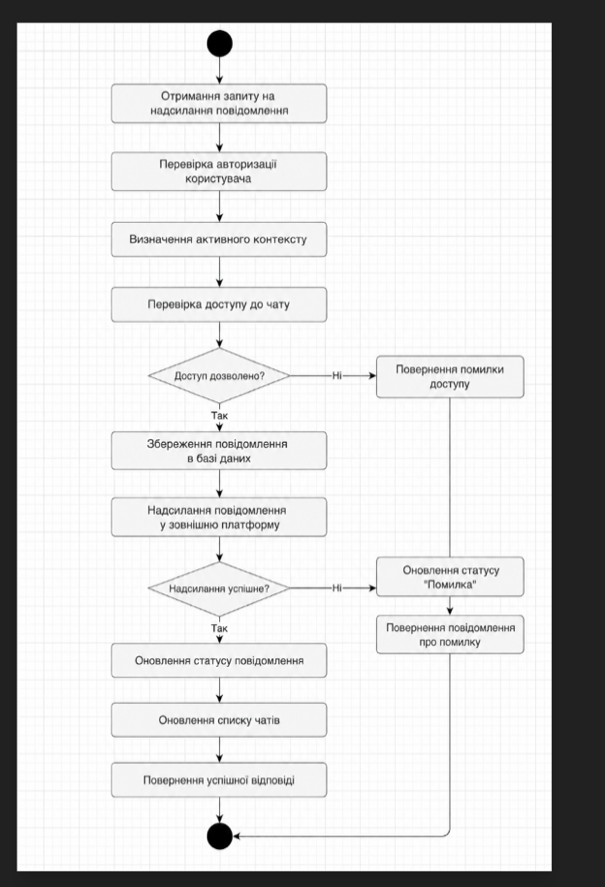 Отримання запиту на
надсилання повідомлення
Перевірка авторизації
користувача
Визначення активного контексту
Перевірка доступу до чату
Доступ дозволено?
Ні
Повернення помилки
доступу
Так
Збереження повідомлення
в базі даних
Надсилання повідомлення
у зовнішню платформу
Надсилання успішне?
Ні
Оновлення статусу
"Помилка"
Повернення повідомлення
про помилку
Так
Оновлення статусу повідомлення
Оновлення списку чатів
Повернення успішної відповіді